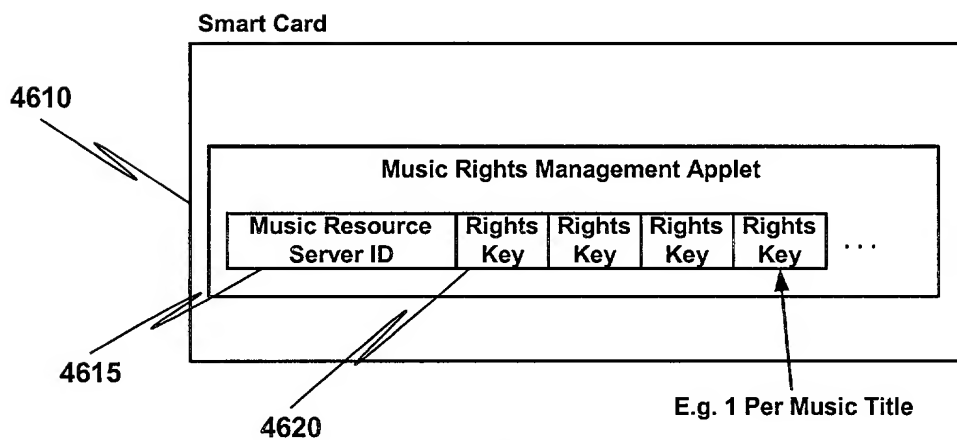 Smart Card
4610
Music Rights Management Applet
Music Resource Server ID
Rights Key
Rights Key
Rights Key
Rights Key
. . .
4615
4620
E.g. 1 Per Music Title